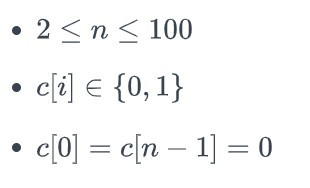 • 2 ≤ n ≤ 100
• c[i] ∈ {0, 1}
• c[0] = c[n − 1] = 0